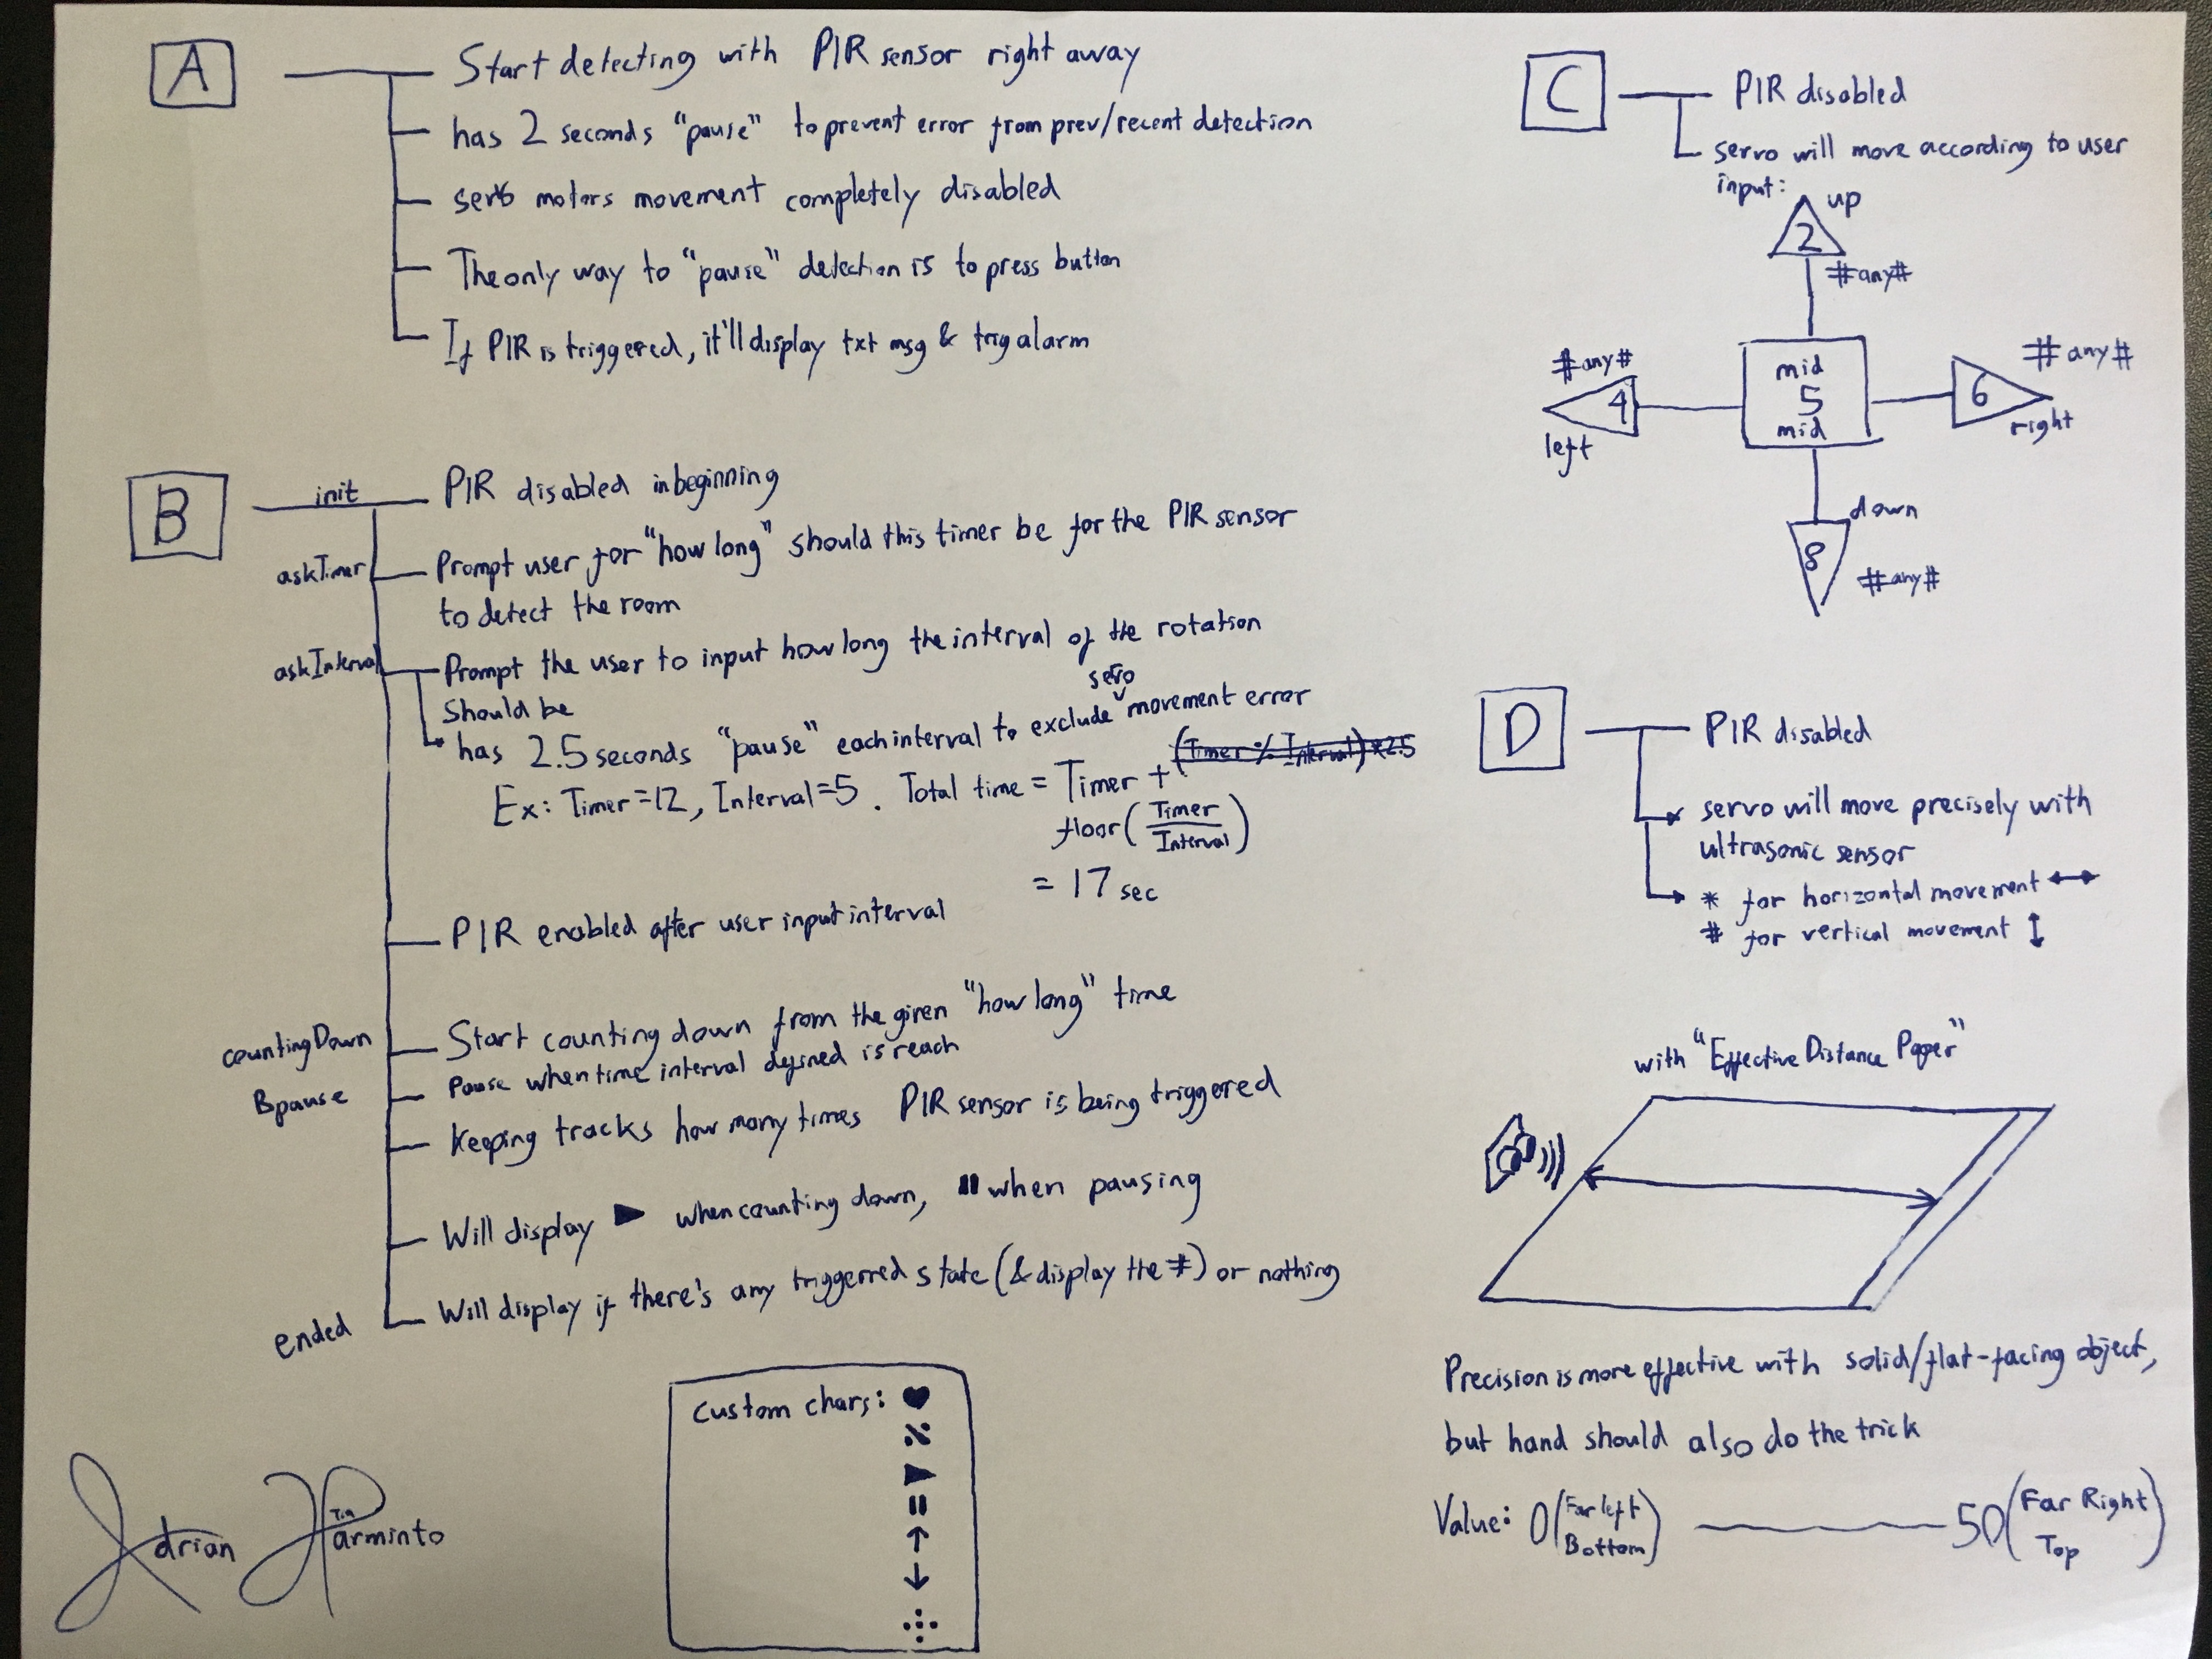 A
Start detecting with PIR sensor right away
has 2 seconds "pause" to prevent error from prev/recent detection
servo motors movement completely disabled
The only way to "pause" detection is to press button
If PIR is triggered, it'll display txt msg & trig alarm
B
init
PIR disabled in beginning
askTimer
Prompt user for "how long" should this timer be for the PIR sensor
to detect the room
askInterval
Prompt the user to input how long the interval of the rotation
should be
has 2.5 seconds "pause" each interval to exclude servo movement error
Ex: Timer=12, Interval=5. Total time = Timer + (Timer % Interval) * 2.5
floor(Timer/Interval)
= 17 sec
PIR enabled after user input interval
countingDown
Start counting down from the given "how long" time
Bpause
Pause when time interval defined is reach
Keeping tracks how many times PIR sensor is being triggered
Will display ▶ when counting down, ⏸ when pausing
ended
Will display if there's any triggerred state (& display the #) or nothing
Custom chars: ♥
%
▶
=
↑
↓
Adrian Harminto
C
PIR disabled
servo will move according to user
input:
up
2
#any#
#any#
4
left
mid
5
mid
#any#
6
right
down
8
#any#
D
PIR disabled
servo will move precisely with
ultrasonic sensor
* for horizontal movement ↔
# for vertical movement ↕
with "Effective Distance Paper"
Precision is more effective with solid/flat-facing object,
but hand should also do the trick
Value: 0 (Far left
Bottom)
50 (Far Right
Top)